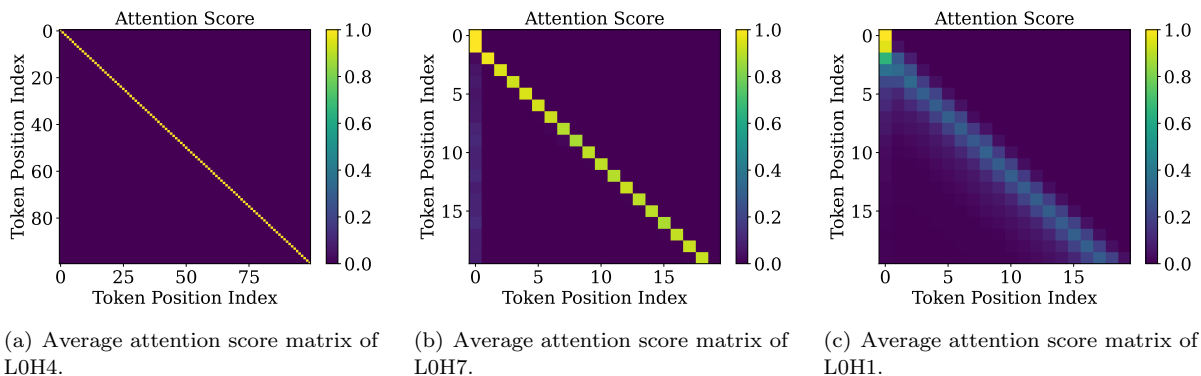 Attention Score
Token Position Index
0
20
40
60
80
0
25
50
75
Token Position Index
1.0
0.8
0.6
0.4
0.2
0.0
(a) Average attention score matrix of
L0H4.
Attention Score
Token Position Index
0
5
10
15
0
5
10
15
Token Position Index
1.0
0.8
0.6
0.4
0.2
0.0
(b) Average attention score matrix of
L0H7.
Attention Score
Token Position Index
0
5
10
15
0
5
10
15
Token Position Index
1.0
0.8
0.6
0.4
0.2
0.0
(c) Average attention score matrix of
L0H1.